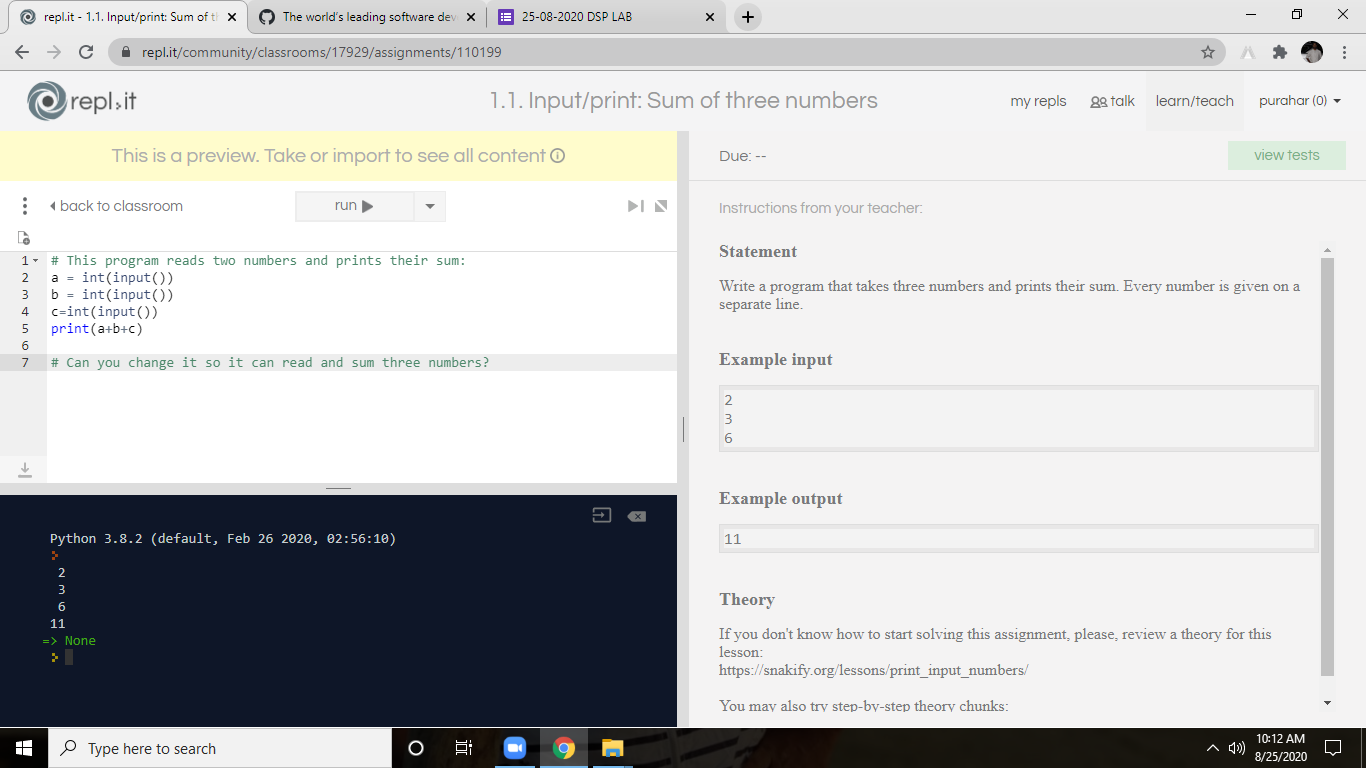 repl.it - 1.1. Input/print: Sum of th
The world's leading software dev
25-08-2020 DSP LAB
repl.it/community/classrooms/17929/assignments/110199
repl.it
1.1. Input/print: Sum of three numbers
my repls
talk
learn/teach
purahar (0)
This is a preview. Take or import to see all content
back to classroom
run
1 # This program reads two numbers and prints their sum:
2 a = int(input())
3 b = int(input())
4 c=int(input())
5 print(a+b+c)
6
7 # Can you change it so it can read and sum three numbers?
Python 3.8.2 (default, Feb 26 2020, 02:56:10)
2
3
6
11
=> None
Due: --
view tests
Instructions from your teacher:
Statement
Write a program that takes three numbers and prints their sum. Every number is given on a
separate line.
Example input
2
3
6
Example output
11
Theory
If you don't know how to start solving this assignment, please, review a theory for this
lesson:
https://snakify.org/lessons/print_input_numbers/
You may also try step-by-step theory chunks:
Type here to search
10:12 AM
8/25/2020